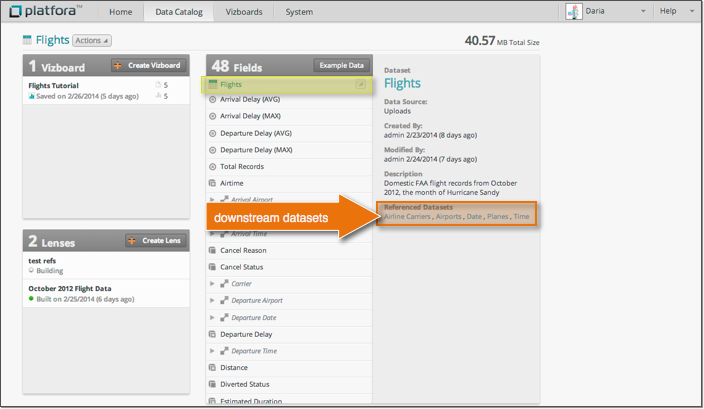 platfora™
Home
Data Catalog
Vizboards
System
Daria
Help
Flights
Actions
40.57 MB Total Size
1 Vizboard
Create Vizboard
Flights Tutorial
5
Saved on 2/26/2014 (5 days ago)
5
2 Lenses
Create Lens
test refs
Building
October 2012 Flight Data
Built on 2/25/2014 (6 days ago)
48 Fields
Example Data
Flights
Arrival Delay (AVG)
Arrival Delay (MAX)
Departure Delay (AVG)
Departure Delay (MAX)
Total Records
Airtime
Arrival Airport
downstream datasets
Arrival Time
Cancel Reason
Cancel Status
Carrier
Departure Airport
Departure Date
Departure Delay
Departure Time
Distance
Diverted Status
Estimated Duration
Dataset
Flights
Data Source:
Uploads
Created By:
admin 2/23/2014 (8 days ago)
Modified By:
admin 2/24/2014 (7 days ago)
Description
Domestic FAA flight records from October
2012, the month of Hurricane Sandy
Referenced Datasets
Airline Carriers , Airports , Date , Planes , Time